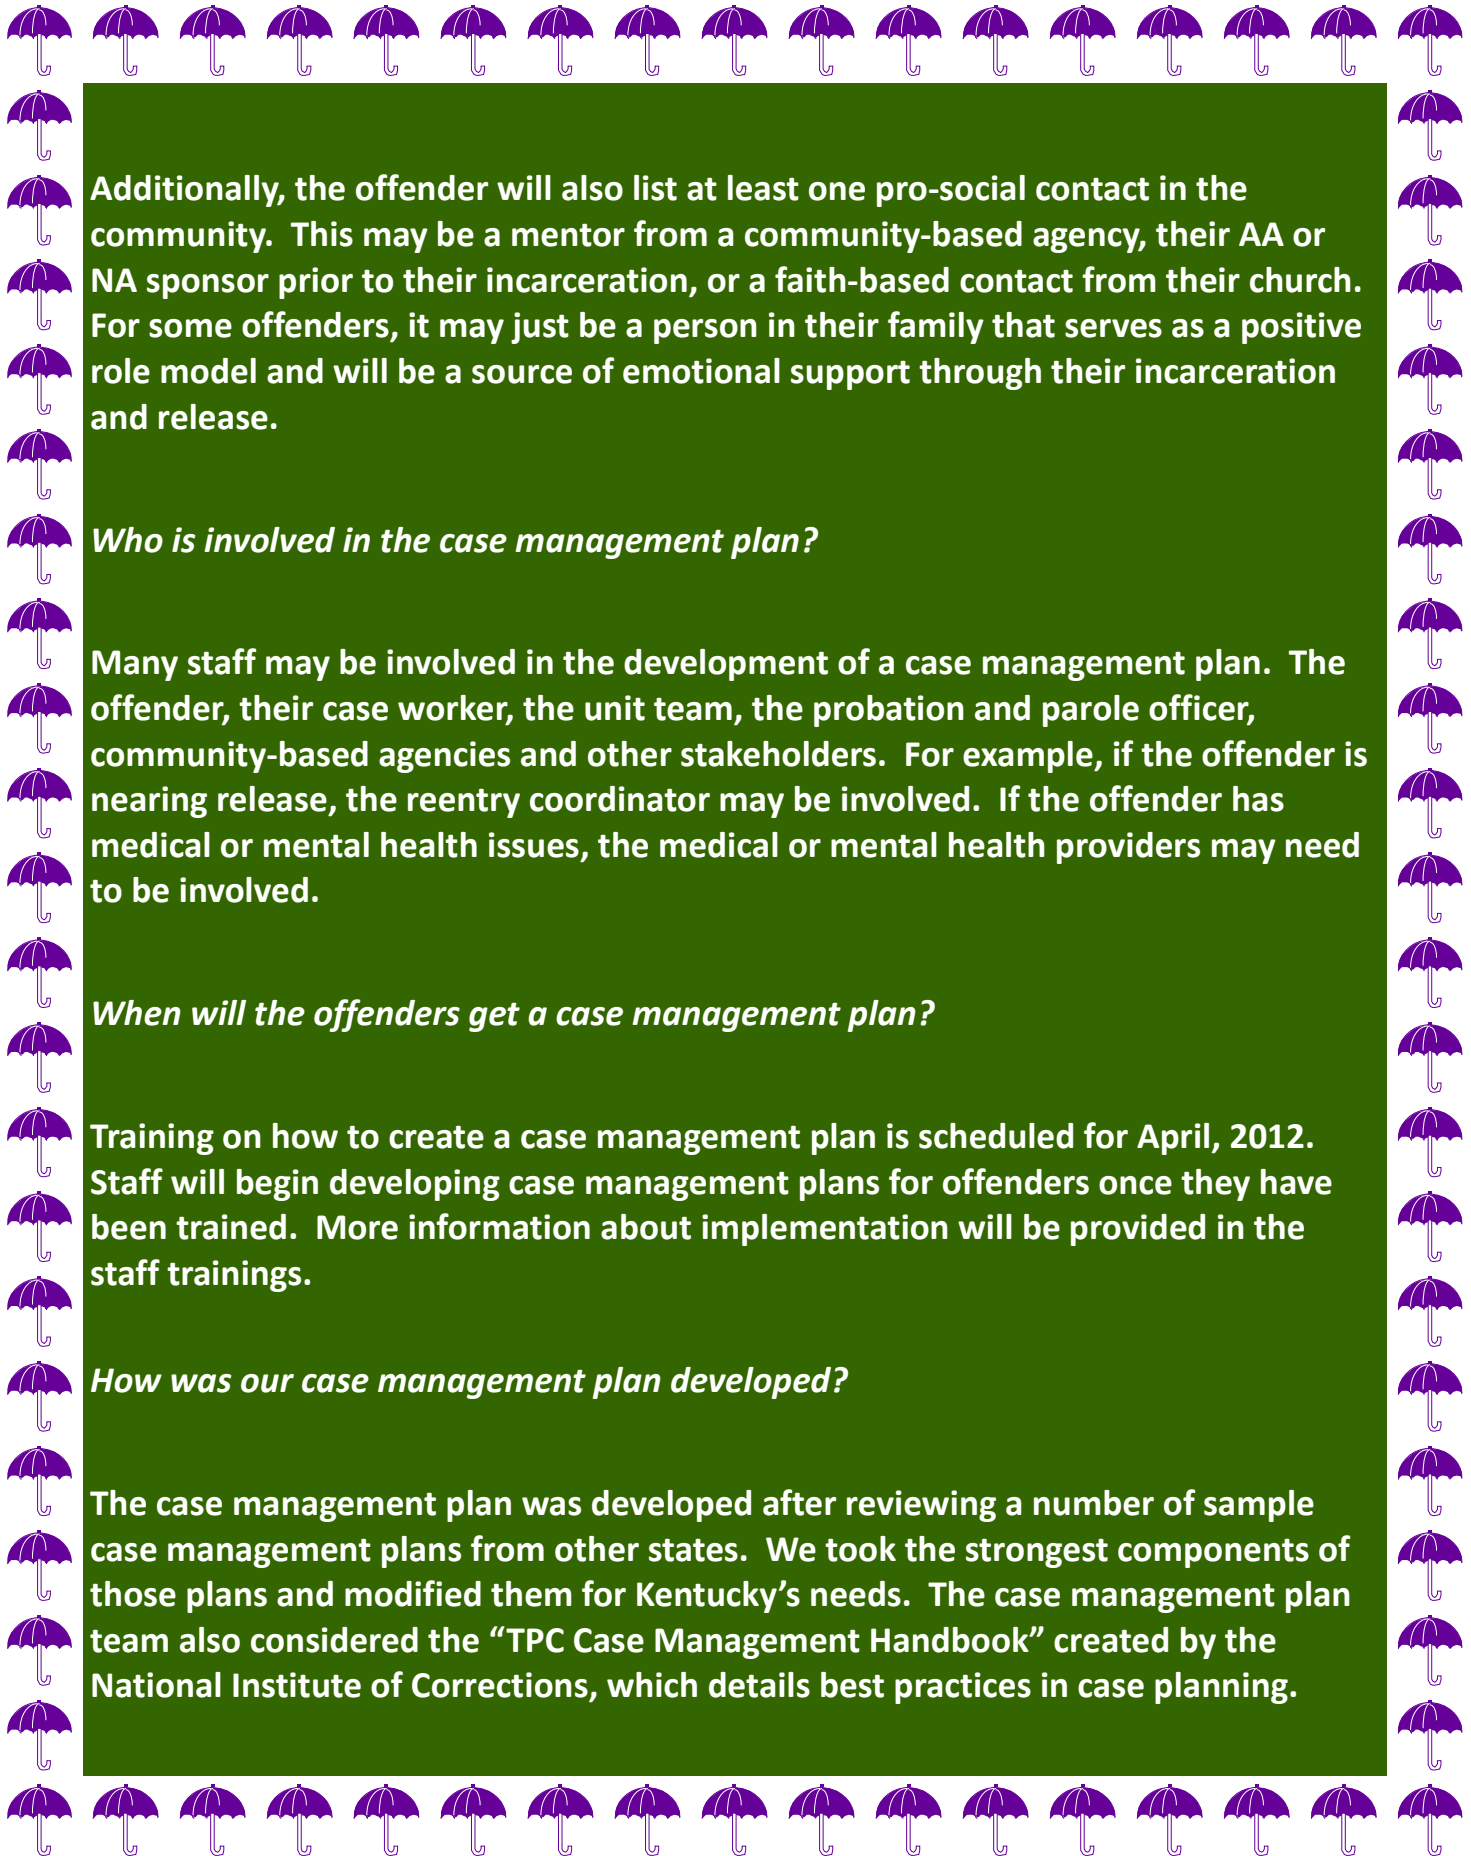 Additionally, the offender will also list at least one pro-social contact in the
community.  This may be a mentor from a community-based agency, their AA or
NA sponsor prior to their incarceration, or a faith-based contact from their church.
For some offenders, it may just be a person in their family that serves as a positive
role model and will be a source of emotional support through their incarceration
and release.
Who is involved in the case management plan?
Many staff may be involved in the development of a case management plan.  The
offender, their case worker, the unit team, the probation and parole officer,
community-based agencies and other stakeholders.  For example, if the offender is
nearing release, the reentry coordinator may be involved.  If the offender has
medical or mental health issues, the medical or mental health providers may need
to be involved.
When will the offenders get a case management plan?
Training on how to create a case management plan is scheduled for April, 2012.
Staff will begin developing case management plans for offenders once they have
been trained.  More information about implementation will be provided in the
staff trainings.
How was our case management plan developed?
The case management plan was developed after reviewing a number of sample
case management plans from other states.  We took the strongest components of
those plans and modified them for Kentucky’s needs.  The case management plan
team also considered the “TPC Case Management Handbook” created by the
National Institute of Corrections, which details best practices in case planning.